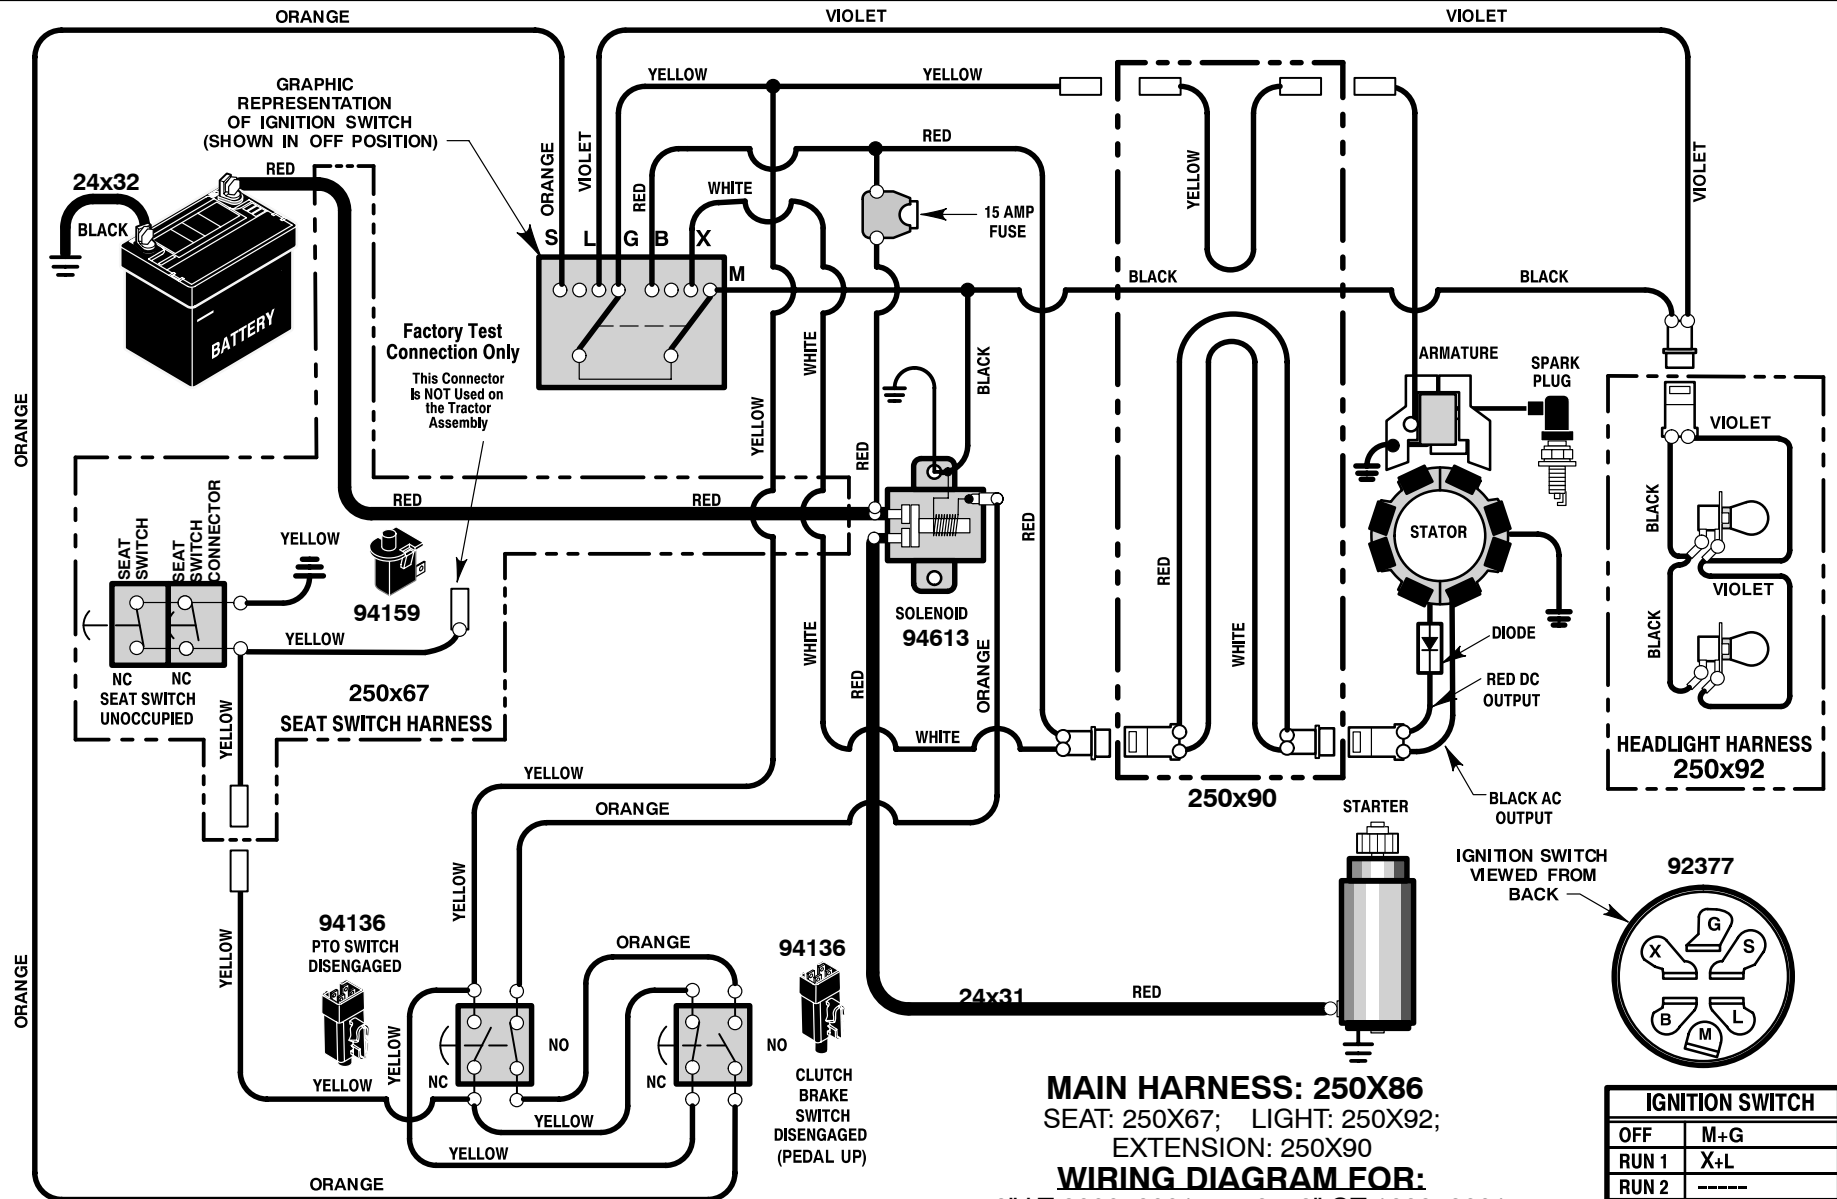 ORANGE
VIOLET
VIOLET
GRAPHIC
REPRESENTATION
OF IGNITION SWITCH
(SHOWN IN OFF POSITION)
YELLOW
YELLOW
RED
24x32
BLACK
RED
BATTERY
ORANGE
VIOLET
RED
WHITE
S L G B X
M
15 AMP
FUSE
YELLOW
VIOLET
BLACK
BLACK
Factory Test
Connection Only
This Connector
Is NOT Used on
the Tractor
Assembly
WHITE
BLACK
YELLOW
ARMATURE
SPARK
PLUG
ORANGE
RED
RED
RED
RED
SEAT
SWITCH
SEAT
SWITCH
CONNECTOR
YELLOW
94159
YELLOW
NC
NC
SEAT SWITCH
UNOCCUPIED
250x67
SEAT SWITCH HARNESS
YELLOW
SOLENOID
94613
WHITE
RED
ORANGE
WHITE
RED
WHITE
250x90
STATOR
DIODE
RED DC
OUTPUT
BLACK AC
OUTPUT
VIOLET
BLACK
VIOLET
BLACK
HEADLIGHT HARNESS
250x92
YELLOW
ORANGE
STARTER
IGNITION SWITCH
VIEWED FROM
BACK
92377
G
X
S
B
L
M
YELLOW
YELLOW
ORANGE
94136
PTO SWITCH
DISENGAGED
ORANGE
94136
24x31
RED
YELLOW
NO
NC
NO
NC
YELLOW
YELLOW
YELLOW
CLUTCH
BRAKE
SWITCH
DISENGAGED
(PEDAL UP)
ORANGE
MAIN HARNESS: 250X86
SEAT: 250X67; LIGHT: 250X92;
EXTENSION: 250X90
WIRING DIAGRAM FOR:
IGNITION SWITCH
OFF M+G
RUN 1 X+L
RUN 2 -----